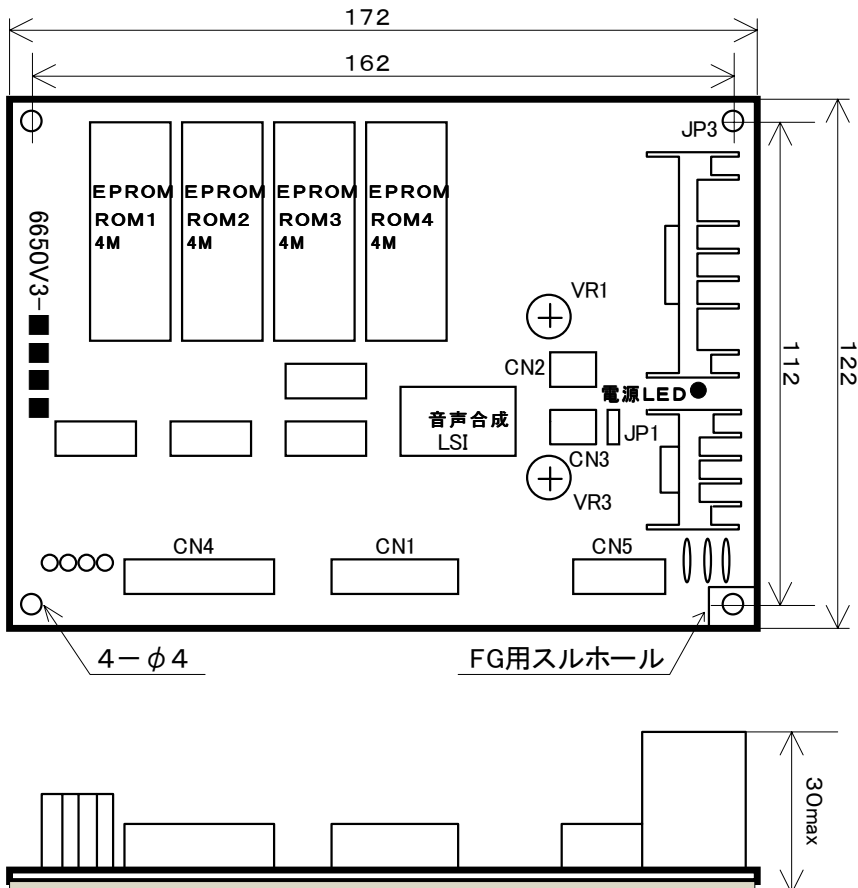 172
162
JP3
EPROM
ROM1
4M
EPROM
ROM2
4M
EPROM
ROM3
4M
EPROM
ROM4
4M
6650V3-■■■■
VR1
CN2
電源LED●
112
122
音声合成
LSI
JP1
CN3
VR3
CN4
CN1
CN5
4－φ4
FG用スルホール
30max